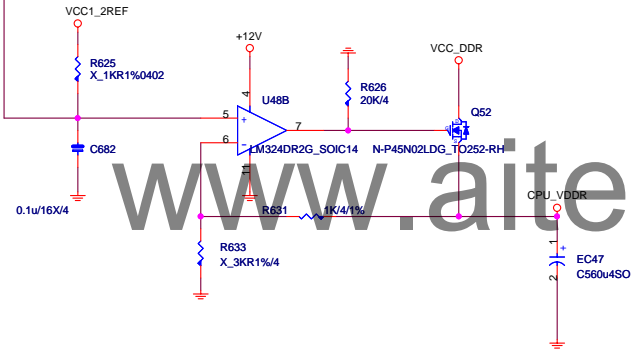 VCC1_2REF
+12V
VCC_DDR
R625
X_1KR1%0402
R626
20K/4
U48B
Q52
4
5
+
7
6
-
11
LM324DR2G_SOIC14
N-P45N02LDG_TO252-RH
C682
0.1u/16X/4
www.aite
CPU_VDDR
R631
1K/4/1%
R633
X_3KR1%/4
1
+
EC47
C560u4SO
2